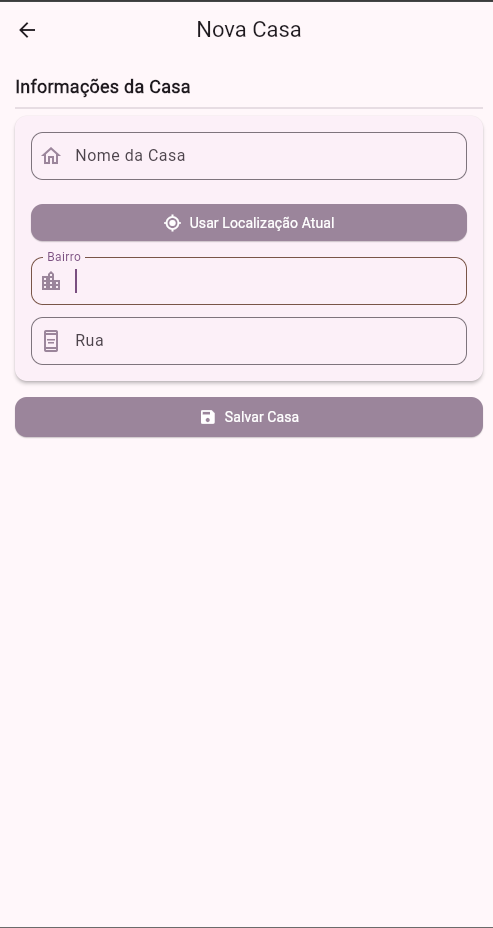 Nova Casa
Informações da Casa
Nome da Casa
Usar Localização Atual
Bairro
Rua
Salvar Casa